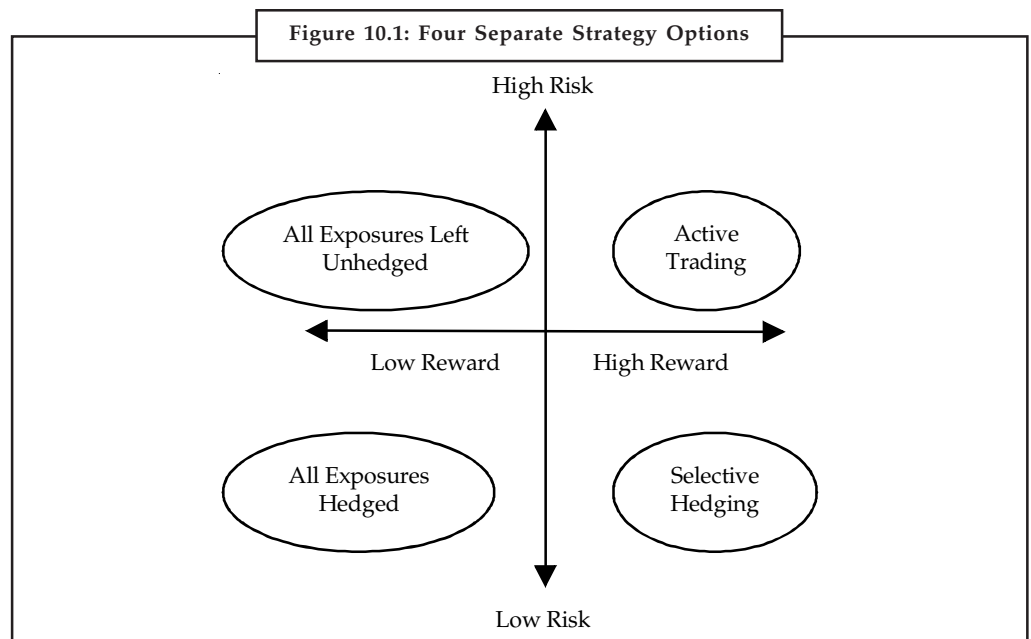 Figure 10.1: Four Separate Strategy Options
High Risk
All Exposures Left
Unhedged
Active
Trading
Low Reward
High Reward
All Exposures
Hedged
Selective
Hedging
Low Risk